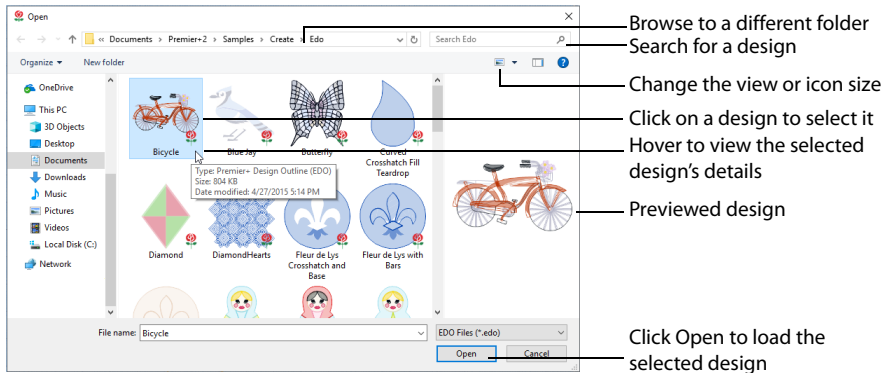 Open
« Documents › Premier+2 › Samples › Create › Edo
Search Edo
Organize
New folder
OneDrive
This PC
3D Objects
Desktop
Documents
Downloads
Music
Pictures
Videos
Local Disk (C:)
Network
Bicycle
Blue Jay
Butterfly
Curved
Crosshatch Fill
Teardrop
Type: Premier+ Design Outline (EDO)
Size: 804 KB
Date modified: 4/27/2015 5:14 PM
Diamond
DiamondHearts
Fleur de Lys
Crosshatch and
Base
Fleur de Lys with
Bars
File name:
Bicycle
EDO Files (*.edo)
Open
Cancel
Browse to a different folder
Search for a design
Change the view or icon size
Click on a design to select it
Hover to view the selected
design's details
Previewed design
Click Open to load the
selected design